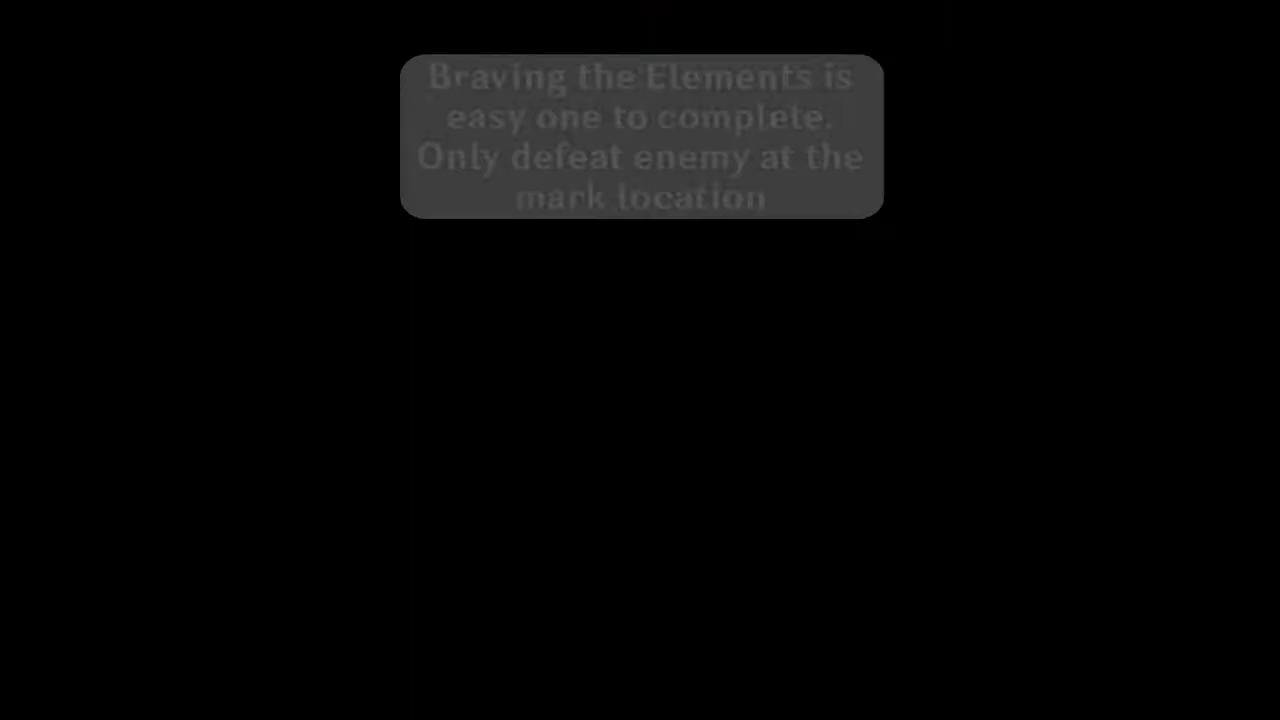 Braving the Elements is
easy one to complete.
Only defeat enemy at the
mark location